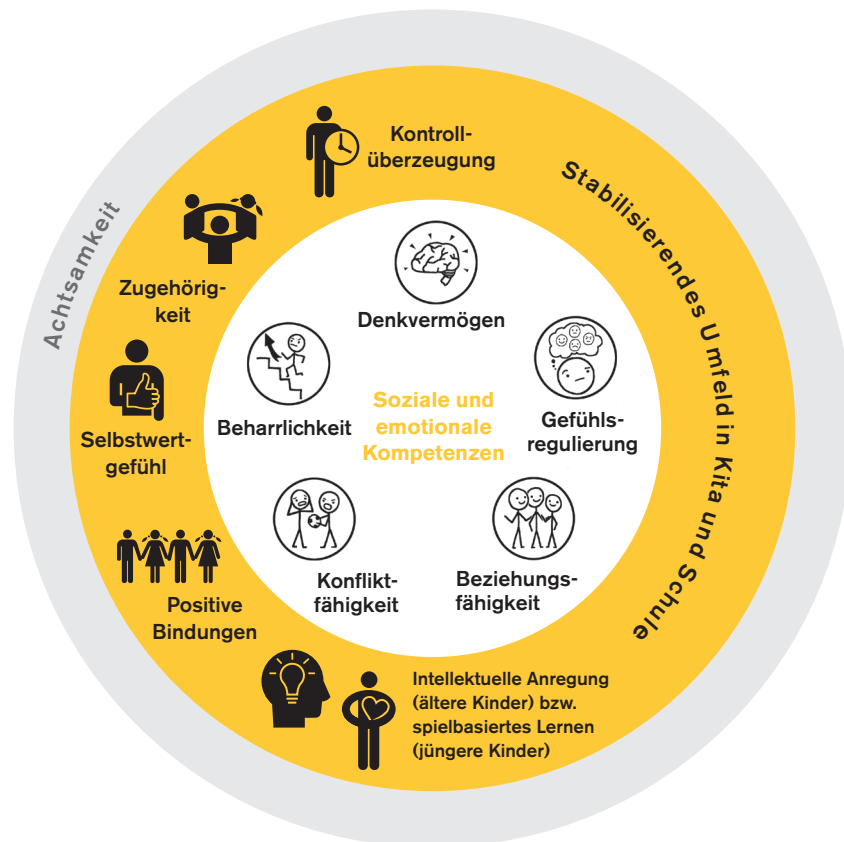 Achtsamkeit
Stabilisierendes Umfeld in Kita und Schule
Kontroll-
überzeugung
Zugehörig-
keit
Selbstwert-
gefühl
Positive
Bindungen
Intellektuelle Anregung
(ältere Kinder) bzw.
spielbasiertes Lernen
(jüngere Kinder)
Denkvermögen
Beharrlichkeit
Soziale und
emotionale
Kompetenzen
Gefühls-
regulierung
Konflikt-
fähigkeit
Beziehungs-
fähigkeit